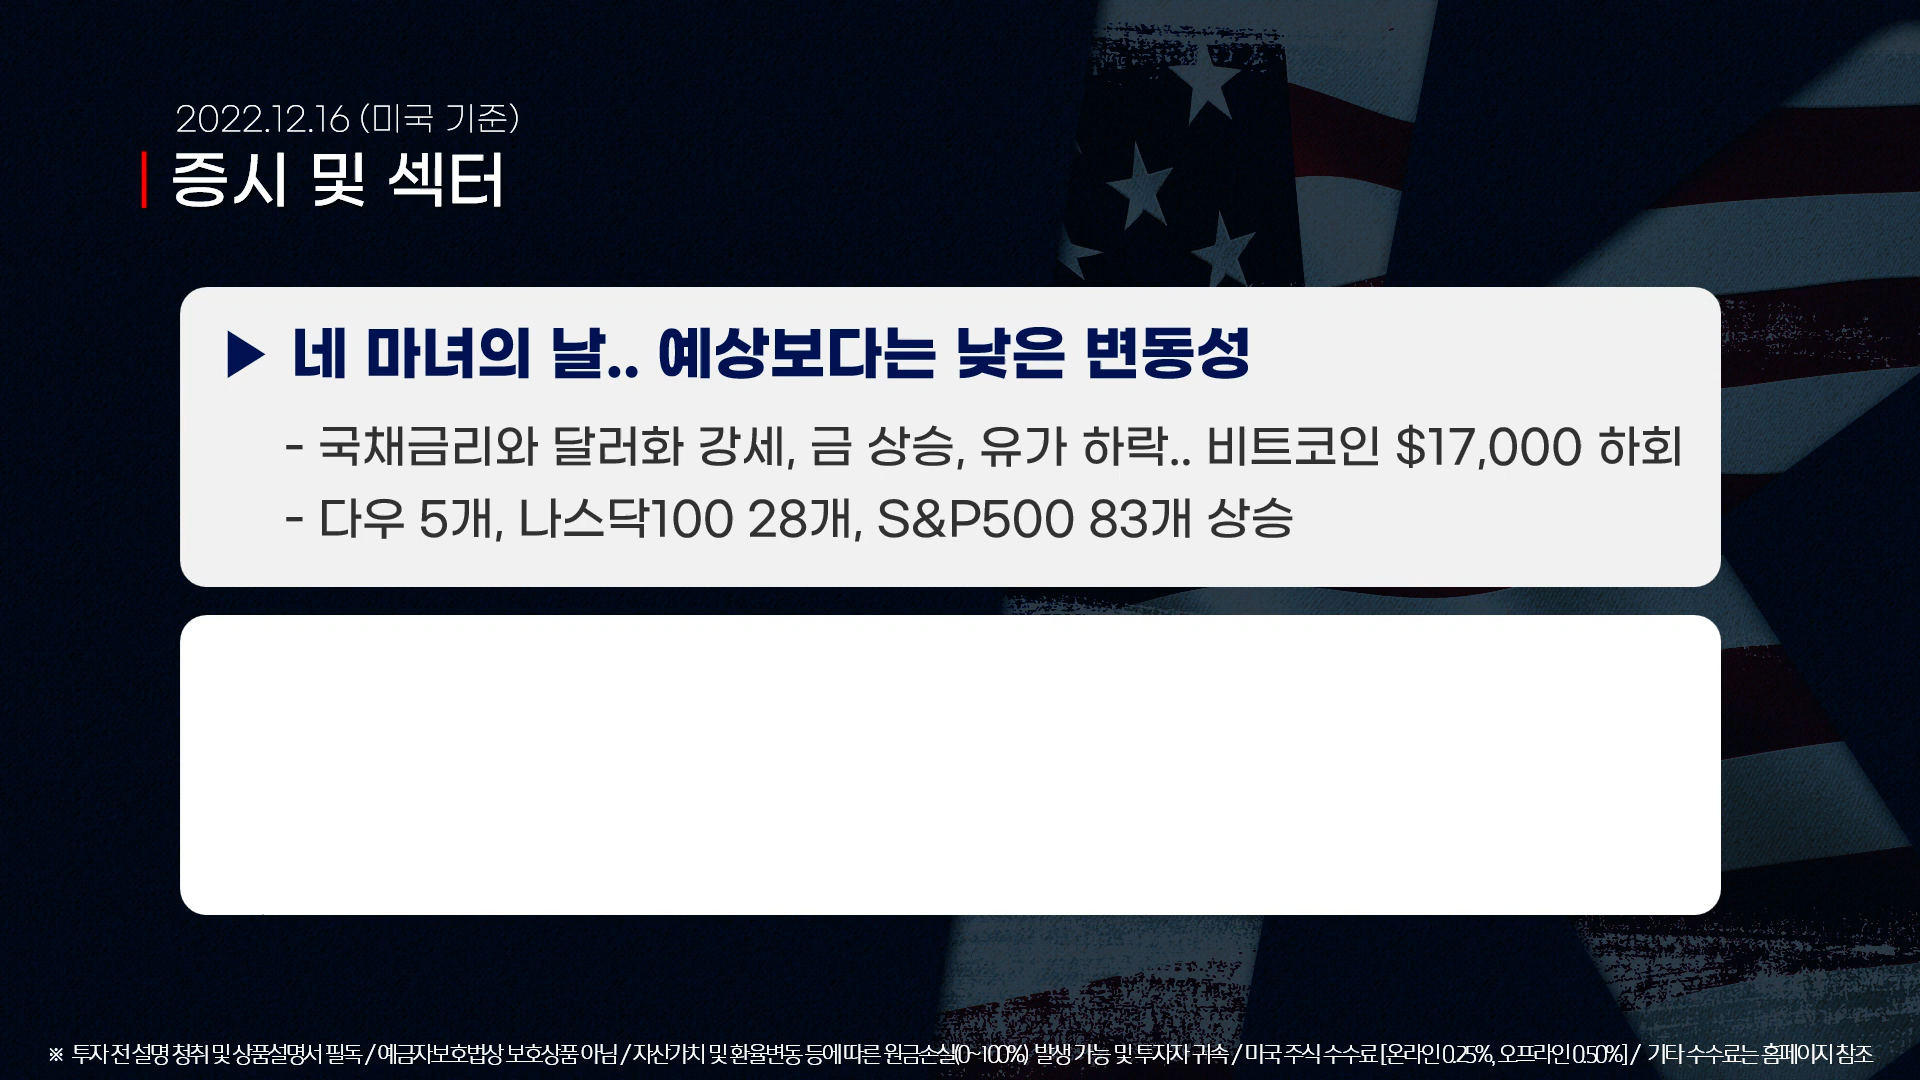 2022.12.16 (미국 기준)
증시 및 섹터
▶ 네 마녀의 날.. 예상보다는 낮은 변동성
- 국채금리와 달러화 강세, 금 상승, 유가 하락.. 비트코인 $17,000 하회
- 다우 5개, 나스닥100 28개, S&P500 83개 상승
※ 투자 전 설명 청취 및 상품설명서 필독 / 예금자보호법상 보호상품 아님 / 자산가치 및 환율변동 등에 따른 원금손실(0~100%) 발생 가능 및 투자자 귀속 / 미국 주식 수수료 [온라인 0.25%, 오프라인 0.50%] / 기타 수수료는 홈페이지 참조